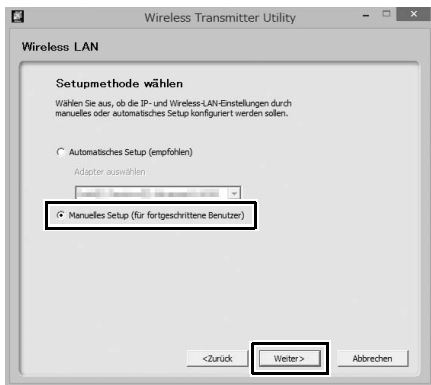 Wireless Transmitter Utility
Wireless LAN
Setupmethode wählen
Wählen Sie aus, ob die IP- und Wireless-LAN-Einstellungen durch
manuelles oder automatisches Setup konfiguriert werden sollen.
Automatisches Setup (empfohlen)
Adapter auswählen
Manuelles Setup (für fortgeschrittene Benutzer)
<Zurück
Weiter>
Abbrechen